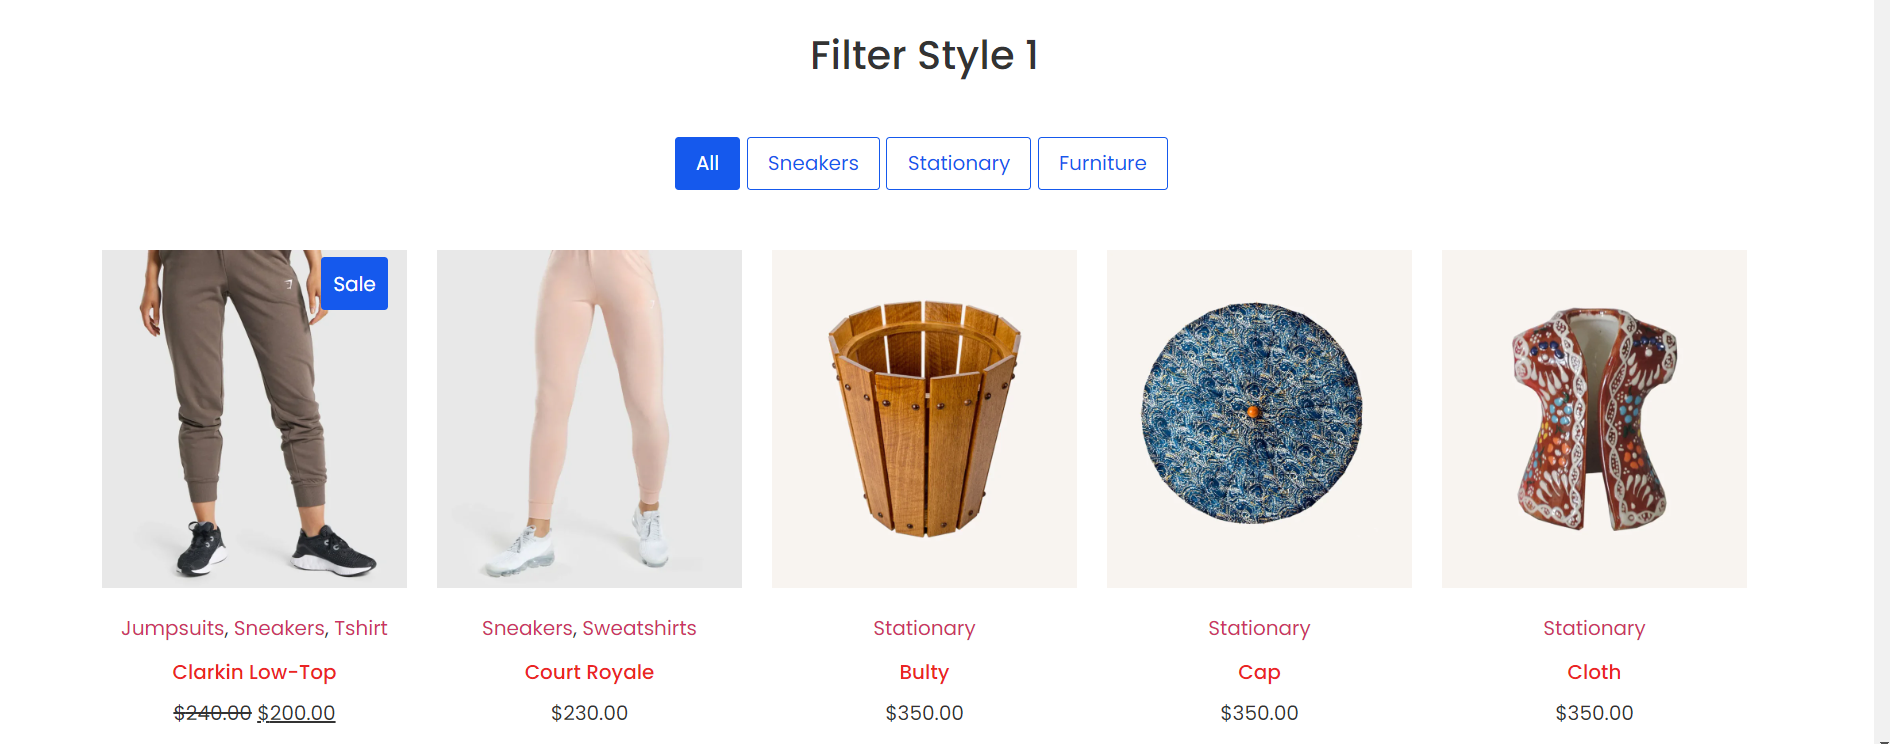 Filter Style 1
All
Sneakers
Stationary
Furniture
Sale
Jumpsuits, Sneakers, Tshirt
Clarkin Low-Top
$240.00 $200.00
Sneakers, Sweatshirts
Court Royale
$230.00
Stationary
Bulty
$350.00
Stationary
Cap
$350.00
Stationary
Cloth
$350.00